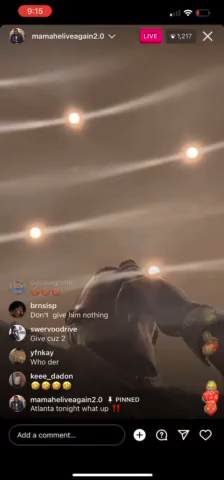 9:15
mamaheliveagain2.0
LIVE
1,217
brnsisp
Don't give him nothing
swervoodrive
Give cuz 2
yfnkay
Who der
keee_dadon
🤣🤣🤣🤣
mamaheliveagain2.0 PINNED
Atlanta tonight what up ‼️
Add a comment...